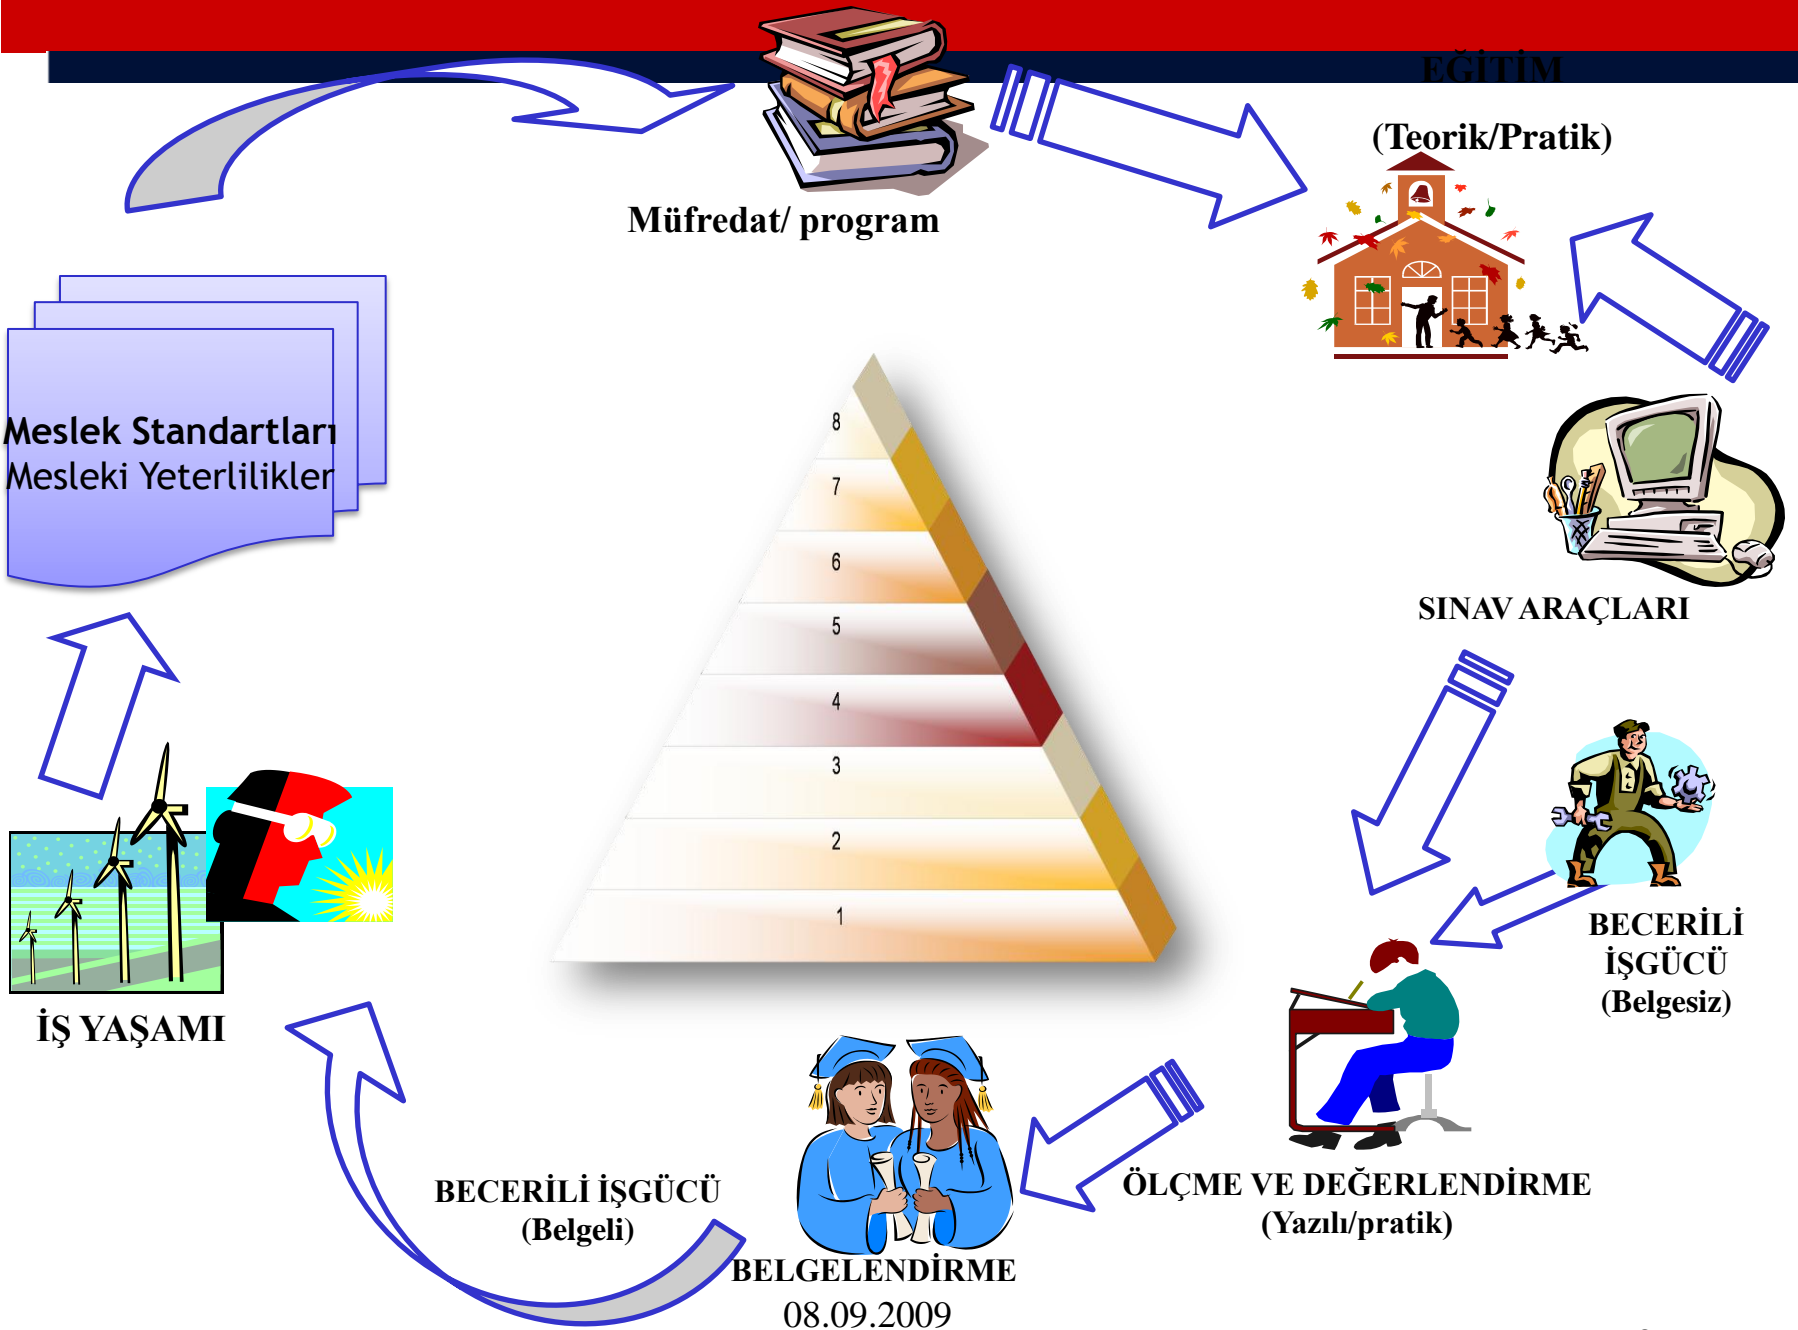 EĞİTİM
(Teorik/Pratik)
Müfredat/ program
Meslek Standartları
Mesleki Yeterlilikler
8
7
6
5
4
3
2
1
SINAV ARAÇLARI
BECERİLİ
İŞGÜCÜ
(Belgesiz)
İŞ YAŞAMI
ÖLÇME VE DEĞERLENDİRME
(Yazılı/pratik)
BECERİLİ İŞGÜCÜ
(Belgeli)
BELGELENDİRME
08.09.2009